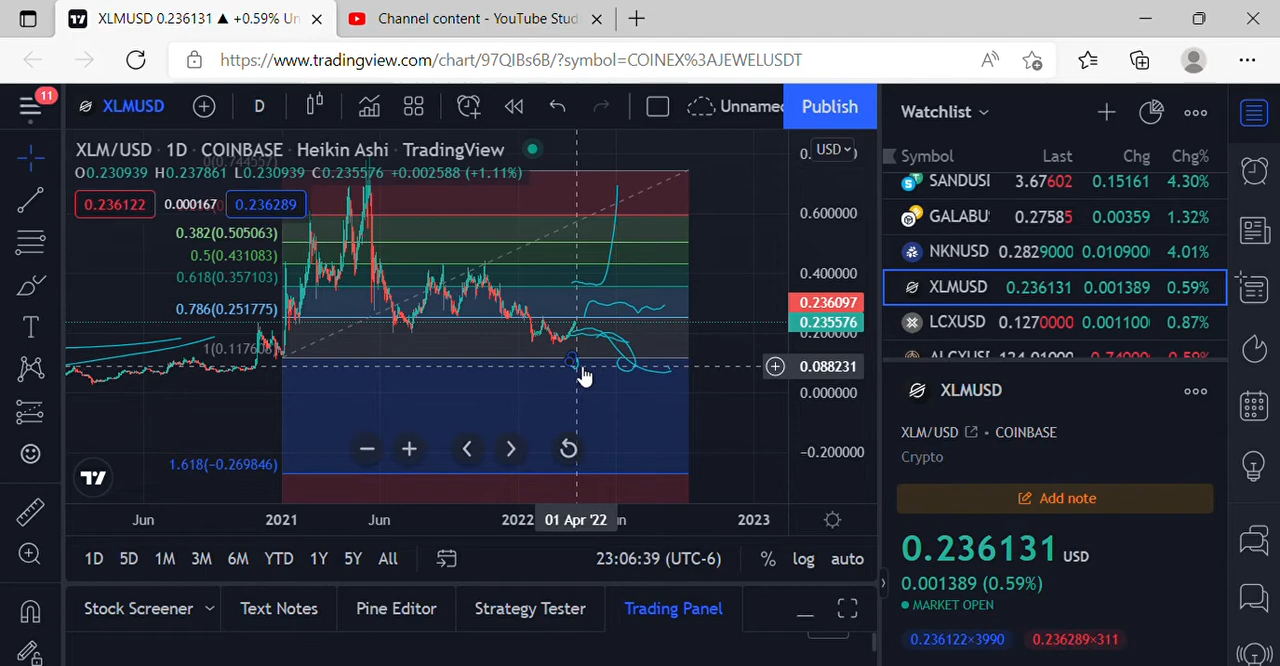 XLMUSD 0.236131 ▲ +0.59% Un
Channel content - YouTube Stud
https://www.tradingview.com/chart/97QIBs6B/?symbol=COINEX%3AJEWELUSDT
11
XLMUSD
D
Unnamed
Publish
XLM/USD · 1D · COINBASE · Heikin Ashi · TradingView
0(0.744557)
O0.230939 H0.237861 L0.230939 C0.235576 +0.002588 (+1.11%)
0.236122
0.000167
0.236289
0.382(0.505063)
0.5(0.431083)
0.618(0.357103)
0.786(0.251775)
1.618(-0.269846)
USD
0.600000
0.400000
0.236097
0.235576
0.200000
0.088231
0.000000
-0.200000
Jun
2021
Jun
2022
01 Apr '22
2023
1D 5D 1M 3M 6M YTD 1Y 5Y All
23:06:39 (UTC-6)
% log auto
Stock Screener
Text Notes
Pine Editor
Strategy Tester
Trading Panel
Watchlist
Symbol Last Chg Chg%
SANDUSI 3.67602 0.15161 4.30%
GALABU 0.27585 0.00359 1.32%
NKNUSD 0.2829000 0.010900 4.01%
XLMUSD 0.236131 0.001389 0.59%
LCXUSD 0.1270000 0.001100 0.87%
XLMUSD
XLM/USD • COINBASE
Crypto
Add note
0.236131 USD
0.001389 (0.59%)
MARKET OPEN
0.236122×3990
0.236289×311